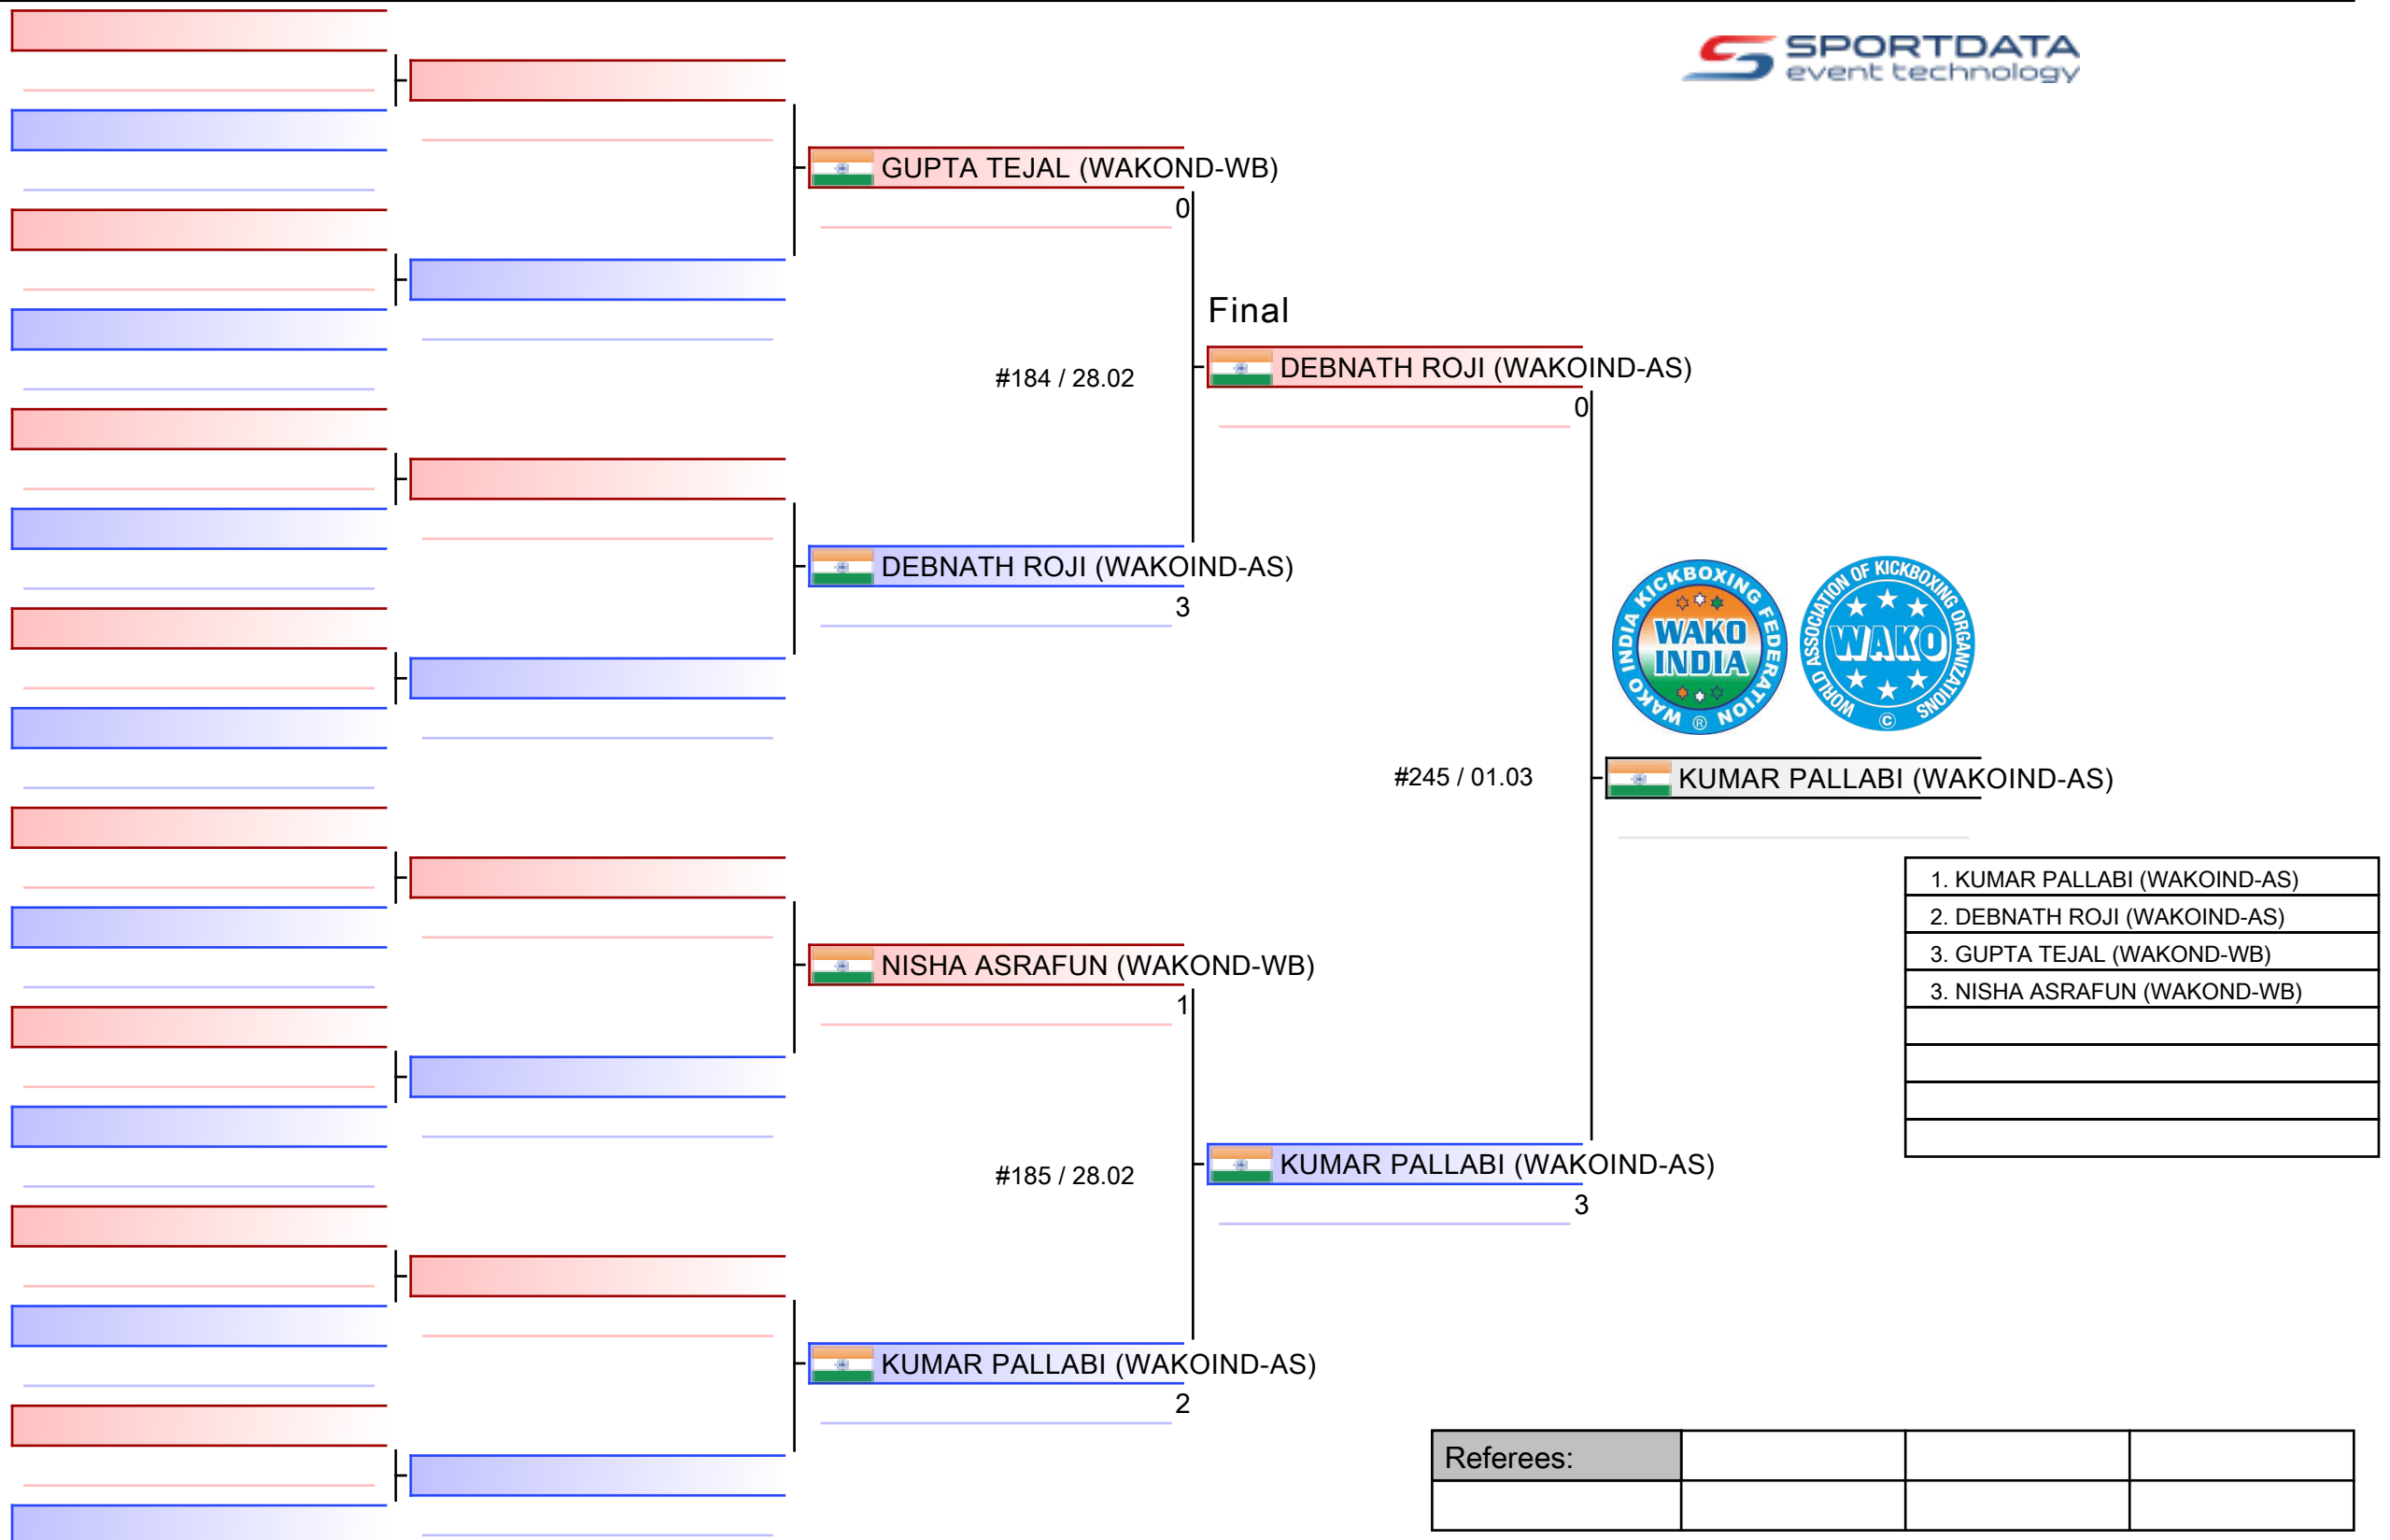 SPORTDATA
event technology
GUPTA TEJAL (WAKOND-WB)
0
Final
#184 / 28.02
DEBNATH ROJI (WAKOIND-AS)
0
DEBNATH ROJI (WAKOIND-AS)
3
WAKO INDIA KICKBOXING FEDERATION
WAKO
INDIA
®
WORLD ASSOCIATION OF KICKBOXING ORGANIZATIONS
WAKO
©
#245 / 01.03
KUMAR PALLABI (WAKOIND-AS)
1. KUMAR PALLABI (WAKOIND-AS)
2. DEBNATH ROJI (WAKOIND-AS)
3. GUPTA TEJAL (WAKOND-WB)
3. NISHA ASRAFUN (WAKOND-WB)
NISHA ASRAFUN (WAKOND-WB)
1
#185 / 28.02
KUMAR PALLABI (WAKOIND-AS)
3
KUMAR PALLABI (WAKOIND-AS)
2
Referees: